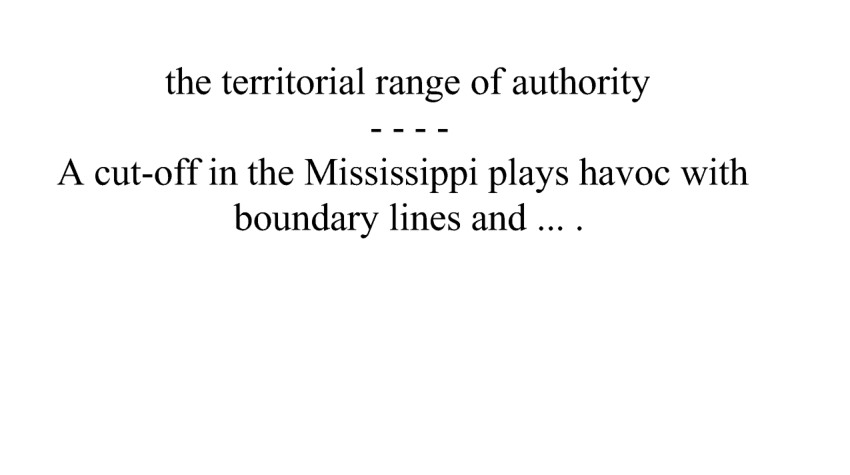 the territorial range of authority
- - - -
A cut-off in the Mississippi plays havoc with
boundary lines and ... .